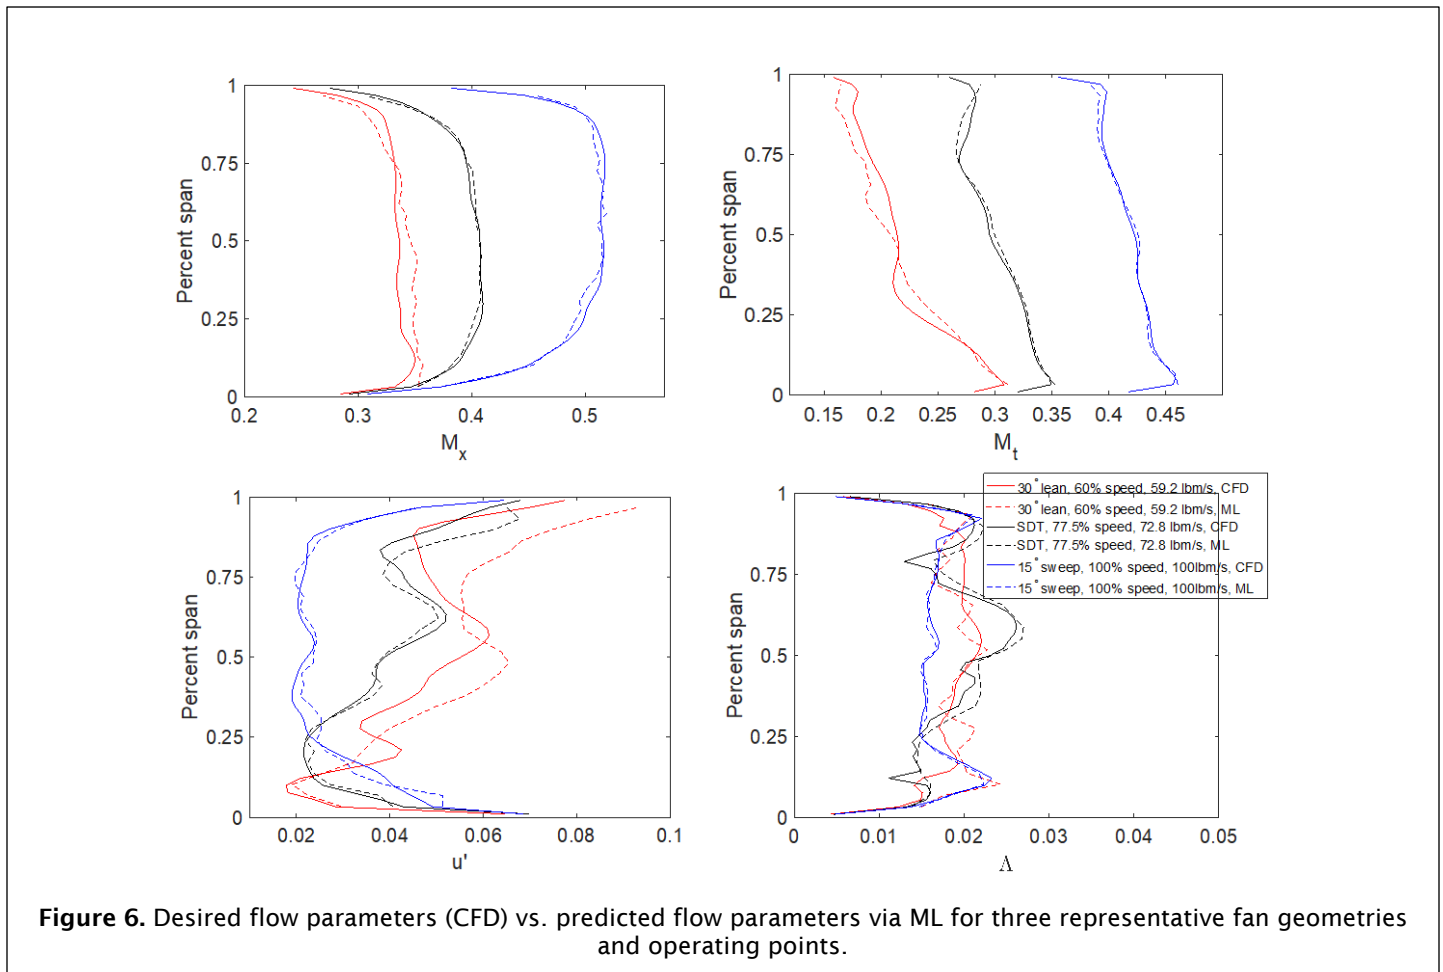 1
0.75
0.5
0.25
0
Percent span
0.2
0.3
0.4
0.5
M_x
1
0.75
0.5
0.25
0
Percent span
0.15
0.2
0.25
0.3
0.35
0.4
0.45
M_t
1
0.75
0.5
0.25
0
Percent span
0.02
0.04
0.06
0.08
0.1
u'
1
0.75
0.5
0.25
0
Percent span
0
0.01
0.02
0.03
0.04
0.05
Λ
30° lean, 60% speed, 59.2 lbm/s, CFD
30° lean, 60% speed, 59.2 lbm/s, ML
SDT, 77.5% speed, 72.8 lbm/s, CFD
SDT, 77.5% speed, 72.8 lbm/s, ML
15° sweep, 100% speed, 100lbm/s, CFD
15° sweep, 100% speed, 100lbm/s, ML
Figure 6. Desired flow parameters (CFD) vs. predicted flow parameters via ML for three representative fan geometries
and operating points.